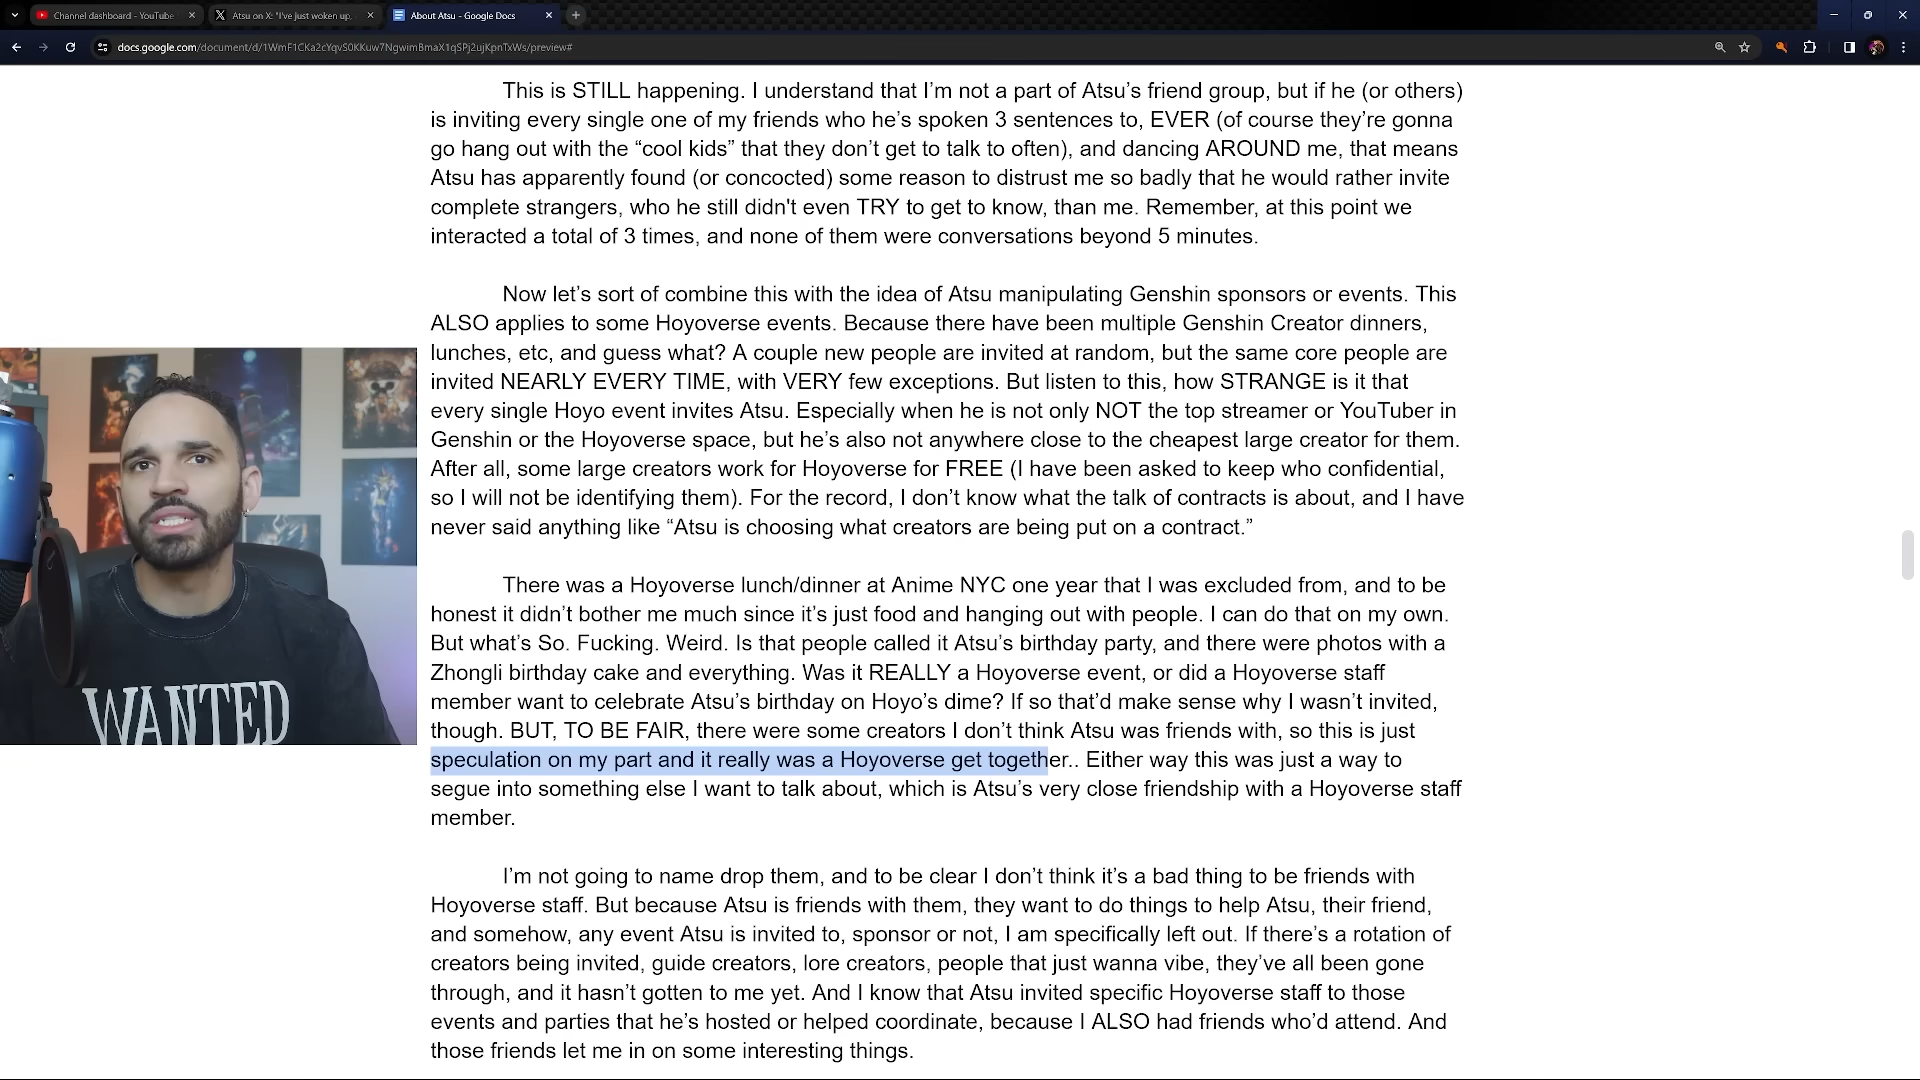 Channel dashboard - YouTube
Atsu on X: "I've just woken up,
About Atsu - Google Docs
docs.google.com/document/d/1WmF1CKa2cYqvS0KKuw7NgwimBmaX1qSPj2ujKpnTxWs/preview#
This is STILL happening. I understand that I’m not a part of Atsu’s friend group, but if he (or others)
is inviting every single one of my friends who he’s spoken 3 sentences to, EVER (of course they’re gonna
go hang out with the “cool kids” that they don’t get to talk to often), and dancing AROUND me, that means
Atsu has apparently found (or concocted) some reason to distrust me so badly that he would rather invite
complete strangers, who he still didn't even TRY to get to know, than me. Remember, at this point we
interacted a total of 3 times, and none of them were conversations beyond 5 minutes.
Now let’s sort of combine this with the idea of Atsu manipulating Genshin sponsors or events. This
ALSO applies to some Hoyoverse events. Because there have been multiple Genshin Creator dinners,
lunches, etc, and guess what? A couple new people are invited at random, but the same core people are
invited NEARLY EVERY TIME, with VERY few exceptions. But listen to this, how STRANGE is it that
every single Hoyo event invites Atsu. Especially when he is not only NOT the top streamer or YouTuber in
Genshin or the Hoyoverse space, but he’s also not anywhere close to the cheapest large creator for them.
After all, some large creators work for Hoyoverse for FREE (I have been asked to keep who confidential,
so I will not be identifying them). For the record, I don’t know what the talk of contracts is about, and I have
never said anything like “Atsu is choosing what creators are being put on a contract.”
There was a Hoyoverse lunch/dinner at Anime NYC one year that I was excluded from, and to be
honest it didn’t bother me much since it’s just food and hanging out with people. I can do that on my own.
But what’s So. Fucking. Weird. Is that people called it Atsu’s birthday party, and there were photos with a
Zhongli birthday cake and everything. Was it REALLY a Hoyoverse event, or did a Hoyoverse staff
member want to celebrate Atsu’s birthday on Hoyo’s dime? If so that’d make sense why I wasn’t invited,
though. BUT, TO BE FAIR, there were some creators I don’t think Atsu was friends with, so this is just
speculation on my part and it really was a Hoyoverse get together.. Either way this was just a way to
segue into something else I want to talk about, which is Atsu’s very close friendship with a Hoyoverse staff
member.
I’m not going to name drop them, and to be clear I don’t think it’s a bad thing to be friends with
Hoyoverse staff. But because Atsu is friends with them, they want to do things to help Atsu, their friend,
and somehow, any event Atsu is invited to, sponsor or not, I am specifically left out. If there’s a rotation of
creators being invited, guide creators, lore creators, people that just wanna vibe, they’ve all been gone
through, and it hasn’t gotten to me yet. And I know that Atsu invited specific Hoyoverse staff to those
events and parties that he’s hosted or helped coordinate, because I ALSO had friends who’d attend. And
those friends let me in on some interesting things.
WANTED